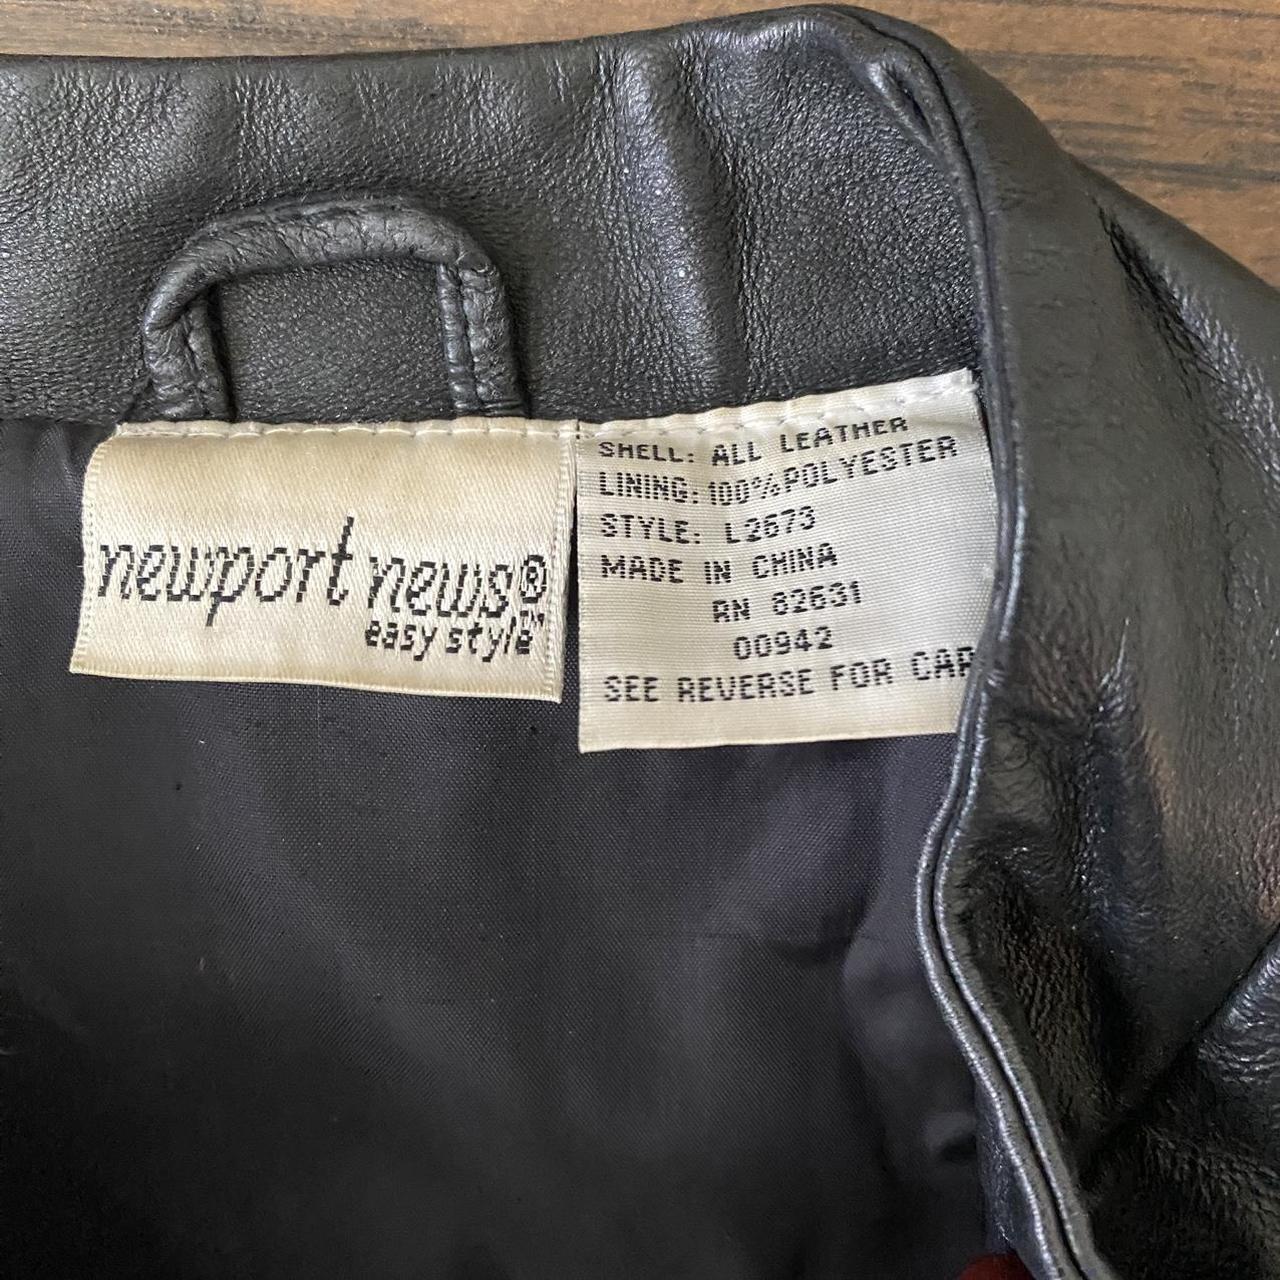 newport news®
easy style™
SHELL: ALL LEATHER
LINING: 100%POLYESTER
STYLE: L2673
MADE IN CHINA
RN 82631
00942
SEE REVERSE FOR CAR